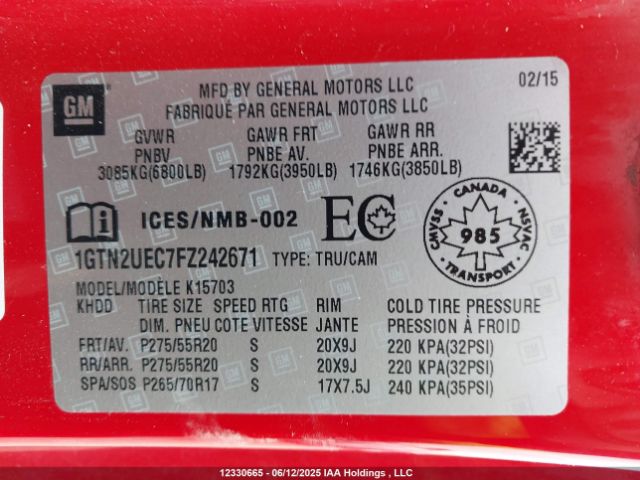 GM
MFD BY GENERAL MOTORS LLC 02/15
FABRIQUÉ PAR GENERAL MOTORS LLC
GVWR GAWR FRT GAWR RR
PNBV PNBE AV. PNBE ARR.
3085KG(6800LB) 1792KG(3950LB) 1746KG(3850LB)
ICES/NMB-002 EC
CANADA
CMVSS NSVAC
985
TRANSPORT
1GTN2UEC7FZ242671 TYPE: TRU/CAM
MODEL/MODÈLE K15703
KHDD TIRE SIZE SPEED RTG RIM COLD TIRE PRESSURE
DIM. PNEU COTE VITESSE JANTE PRESSION À FROID
FRT/AV. P275/55R20 S 20X9J 220 KPA(32PSI)
RR/ARR. P275/55R20 S 20X9J 220 KPA(32PSI)
SPA/SOS P265/70R17 S 17X7.5J 240 KPA(35PSI)
12330665 - 06/12/2025 IAA Holdings , LLC